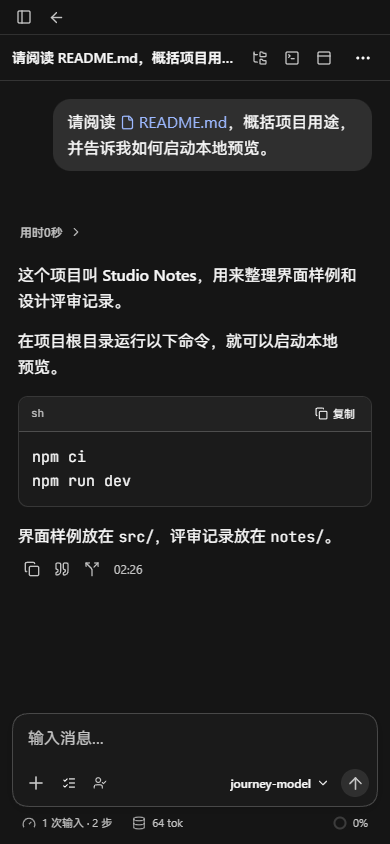 请阅读 README.md，概括项目用...
请阅读 README.md，概括项目用途，
并告诉我如何启动本地预览。
用时0秒
这个项目叫 Studio Notes，用来整理界面样例和
设计评审记录。
在项目根目录运行以下命令，就可以启动本地
预览。
sh
复制
npm ci
npm run dev
界面样例放在 src/，评审记录放在 notes/。
02:26
输入消息...
journey-model
1 次输入 · 2 步
64 tok
0%